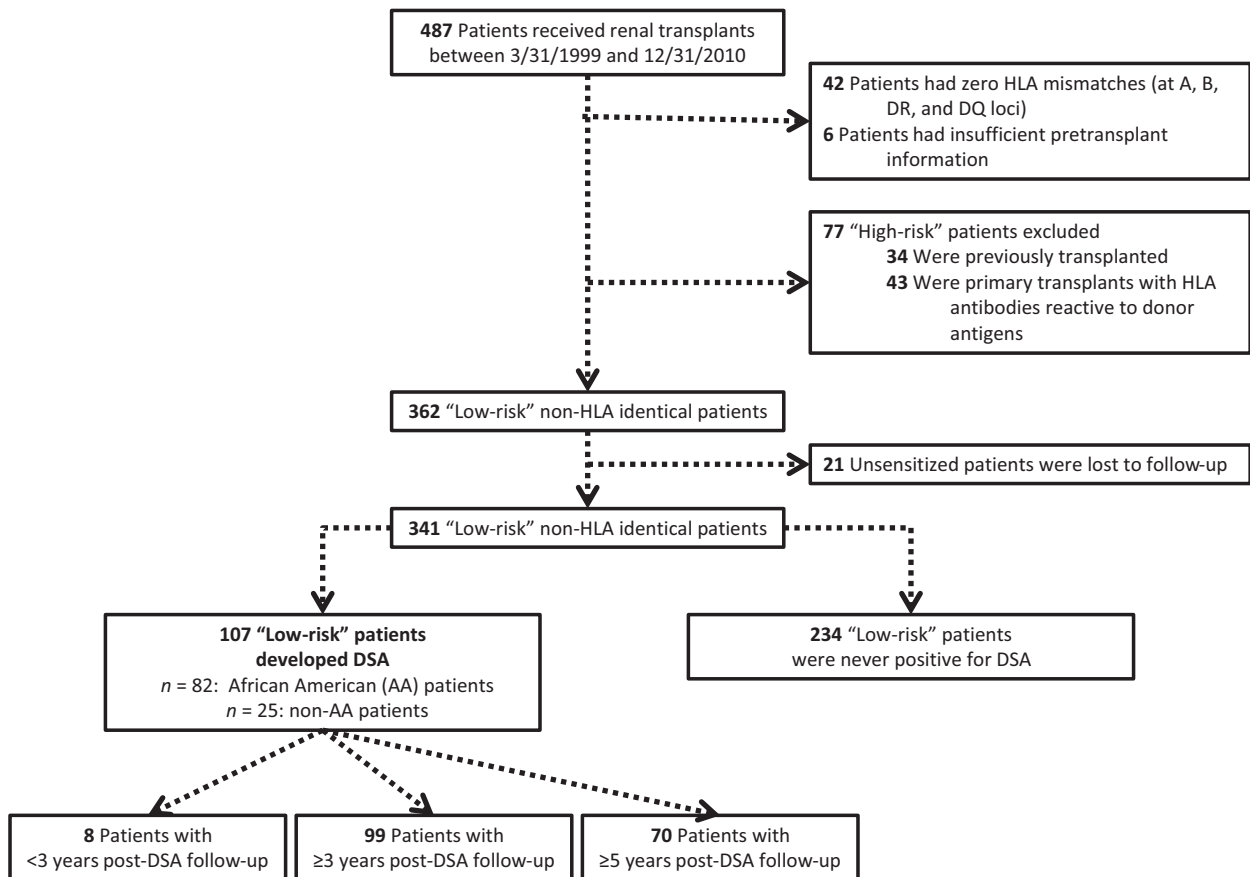 487 Patients received renal transplants
between 3/31/1999 and 12/31/2010
42 Patients had zero HLA mismatches (at A, B,
DR, and DQ loci)
6 Patients had insufficient pretransplant
information
77 “High-risk” patients excluded
34 Were previously transplanted
43 Were primary transplants with HLA
antibodies reactive to donor
antigens
362 “Low-risk” non-HLA identical patients
21 Unsensitized patients were lost to follow-up
341 “Low-risk” non-HLA identical patients
107 “Low-risk” patients
developed DSA
n = 82: African American (AA) patients
n = 25: non-AA patients
234 “Low-risk” patients
were never positive for DSA
8 Patients with
<3 years post-DSA follow-up
99 Patients with
≥3 years post-DSA follow-up
70 Patients with
≥5 years post-DSA follow-up